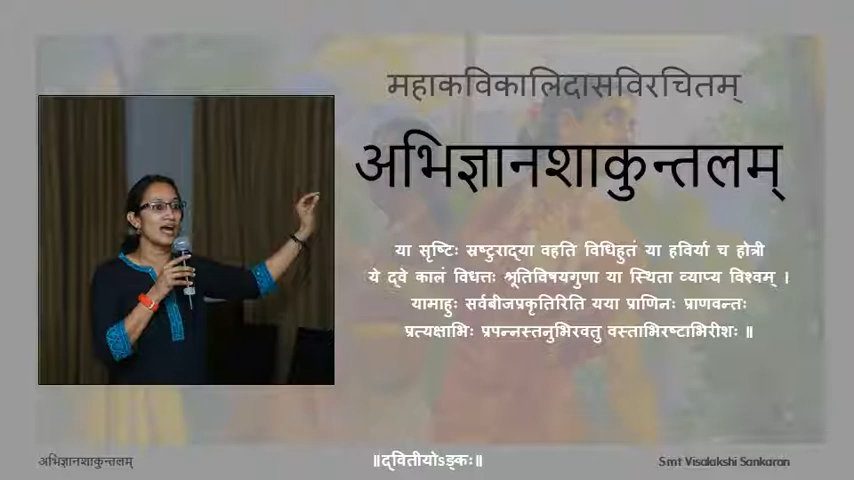 महाकविकालिदासविरचितम्
अभिज्ञानशाकुन्तलम्
या सृष्टिः स्रष्टुराद्या वहति विधिहुतं या हविर्या च होत्री
ये द्वे कालं विधत्तः श्रूतिविषयगुणा या स्थिता व्याप्य विश्वम् ।
यामाहुः सर्वबीजप्रकृतिरिति यया प्राणिनः प्राणवन्तः
प्रत्यक्षाभिः प्रपन्नस्तनुभिरवतु वस्ताभिरष्टाभिरीशः ॥
अभिज्ञानशाकुन्तलम्
॥द्वितीयोऽङ्कः॥
Smt Visalakshi Sankaran